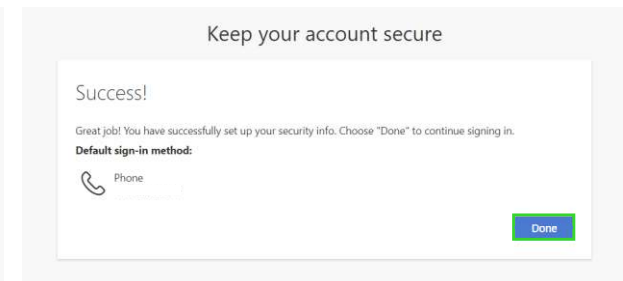 Keep your account secure
Success!
Great job! You have successfully set up your security info. Choose "Done" to continue signing in.
Default sign-in method:
Phone
Done